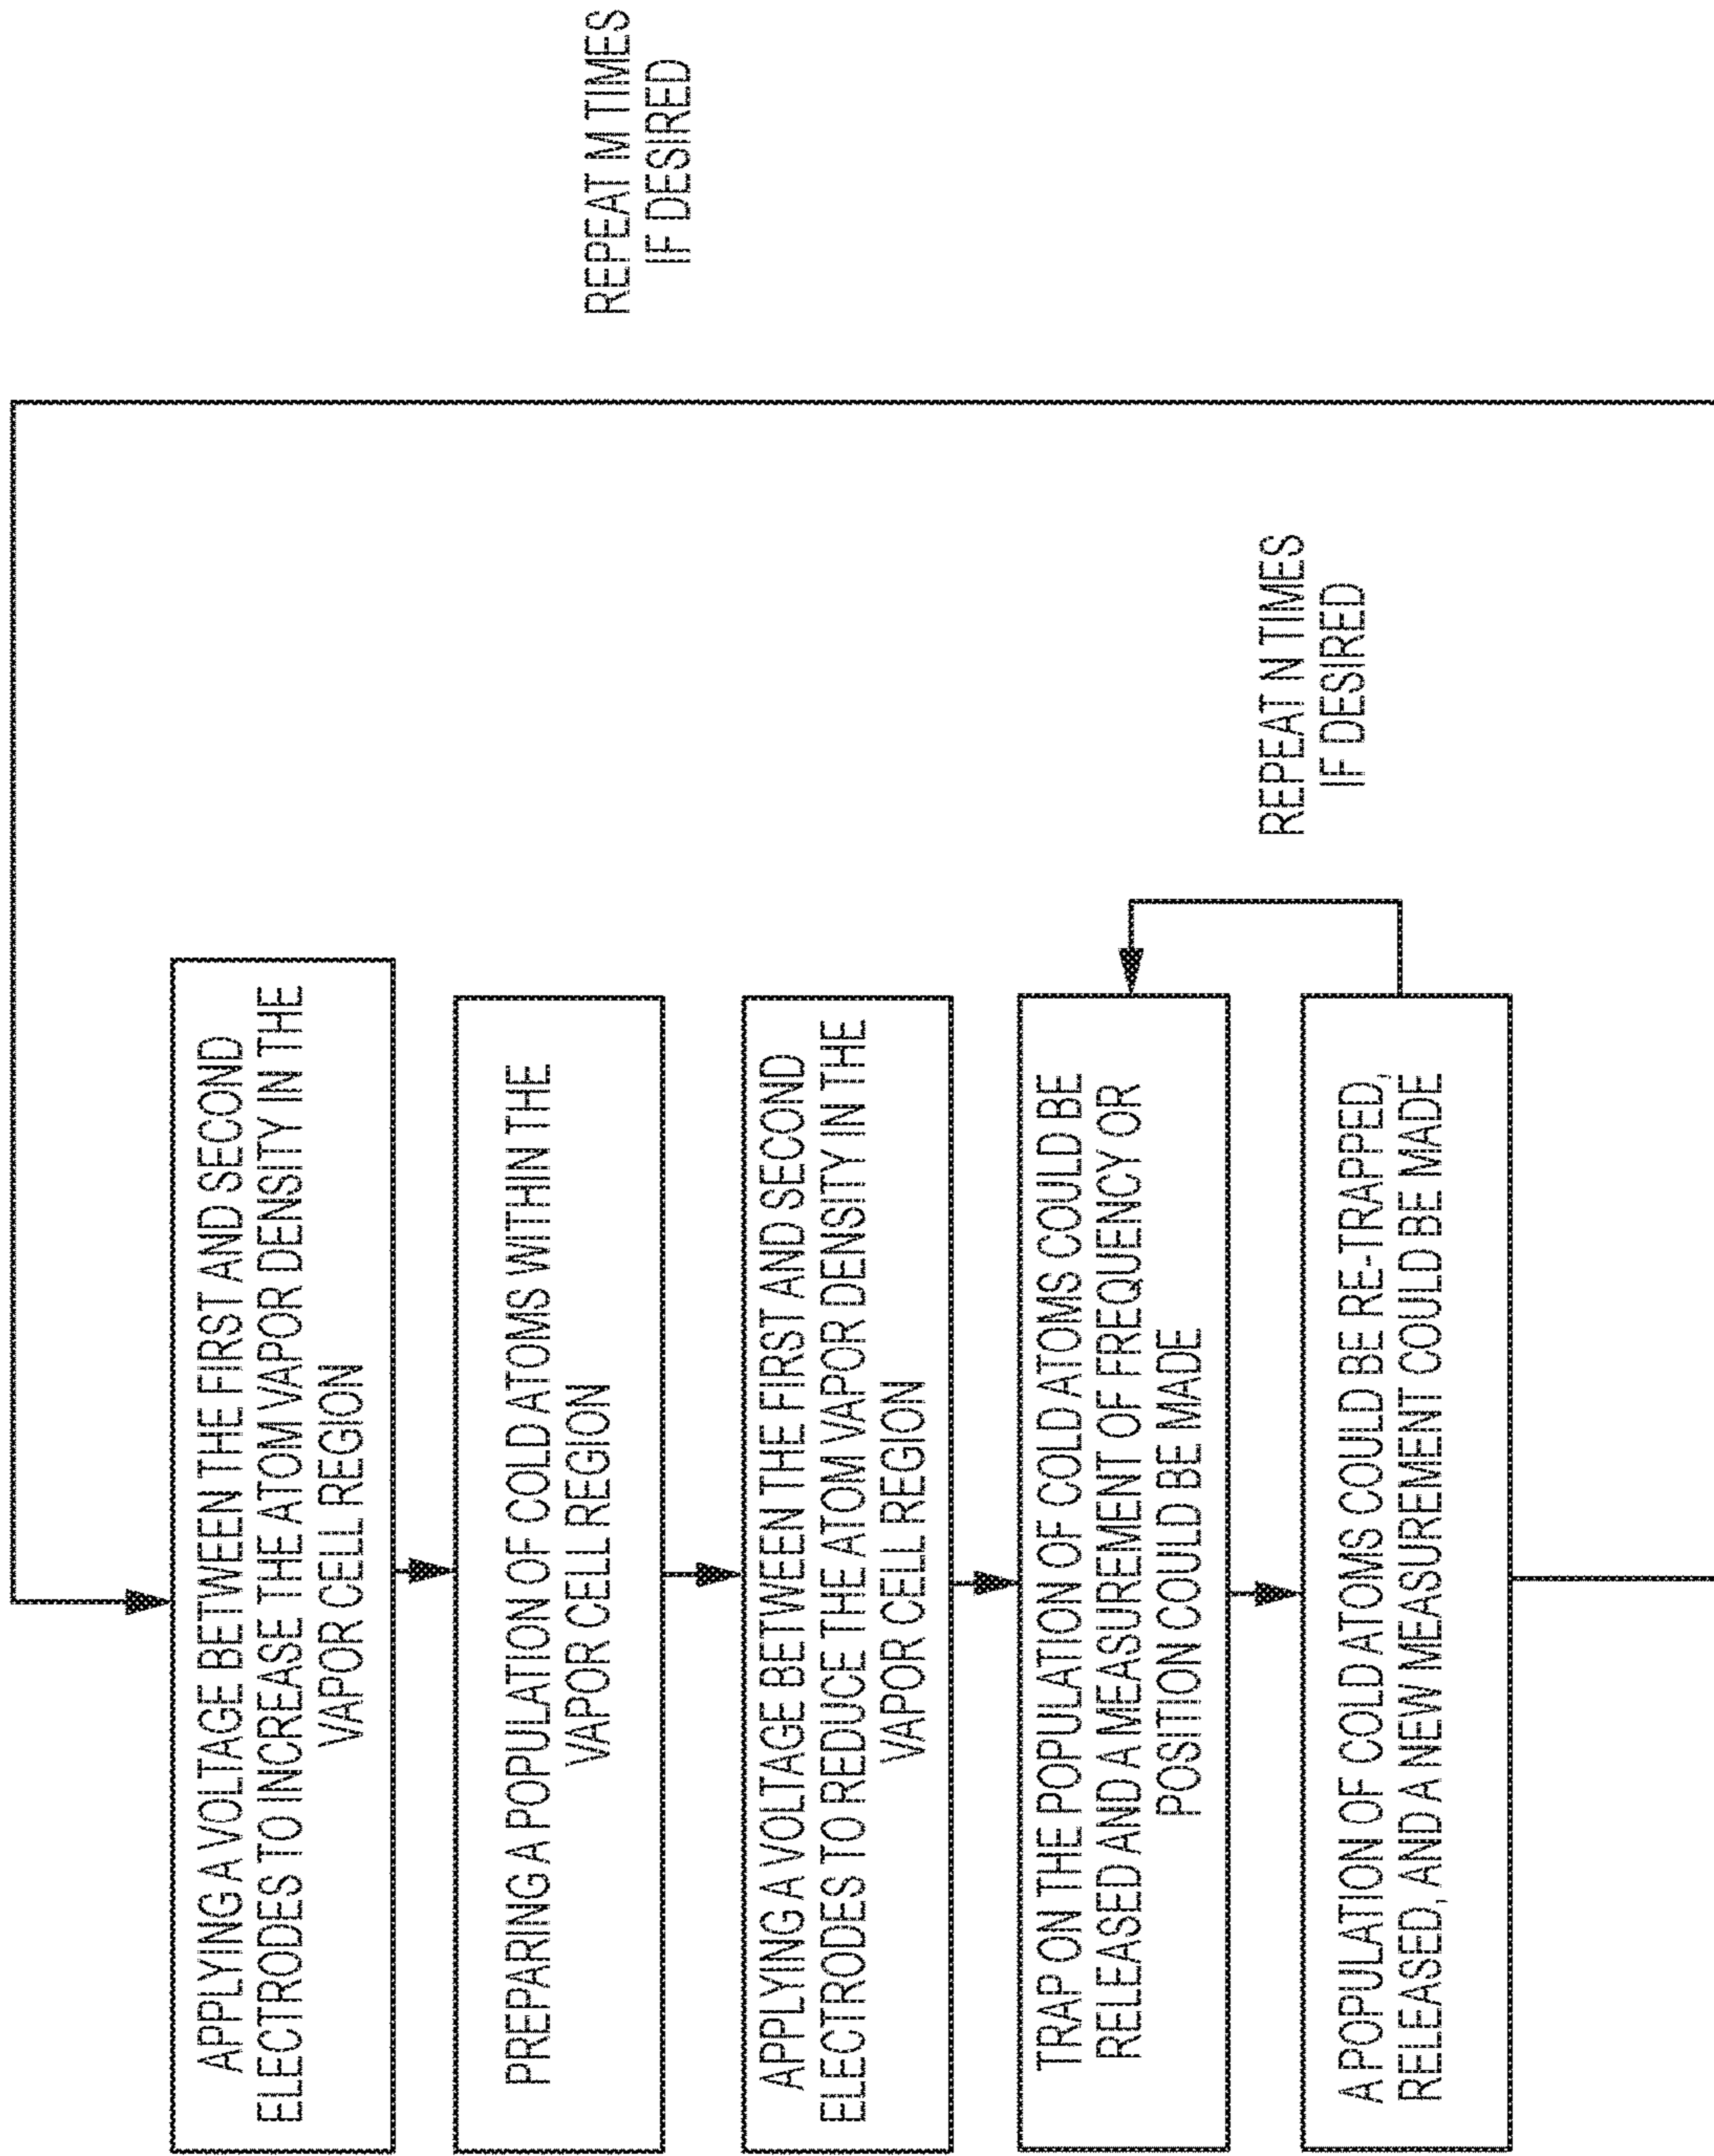 APPLYING A VOLTAGE BETWEEN THE FIRST AND SECOND
ELECTRODES TO INCREASE THE ATOM VAPOR DENSITY IN THE
VAPOR CELL REGION
PREPARING A POPULATION OF COLD ATOMS WITHIN THE
VAPOR CELL REGION
APPLYING A VOLTAGE BETWEEN THE FIRST AND SECOND
ELECTRODES TO REDUCE THE ATOM VAPOR DENSITY IN THE
VAPOR CELL REGION
TRAP ON THE POPULATION OF COLD ATOMS COULD BE
RELEASED AND A MEASUREMENT OF FREQUENCY OR
POSITION COULD BE MADE
A POPULATION OF COLD ATOMS COULD BE RE-TRAPPED,
RELEASED, AND A NEW MEASUREMENT COULD BE MADE
REPEAT N TIMES
IF DESIRED
REPEAT M TIMES
IF DESIRED